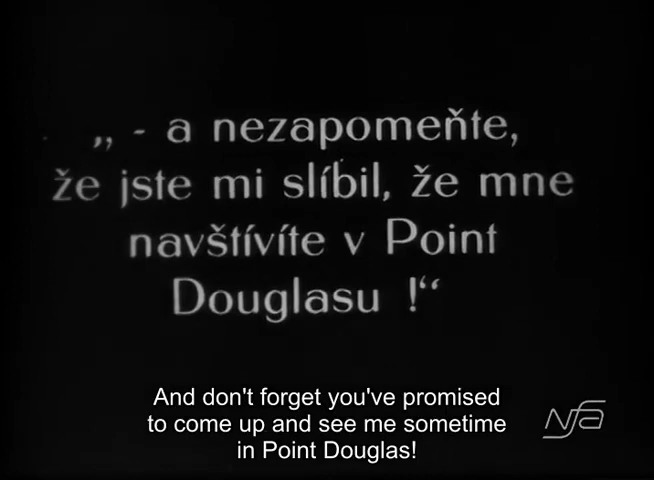 „ - a nezapomeňte,
že jste mi slíbil, že mne
navštívíte v Point
Douglasu !“
And don't forget you've promised
to come up and see me sometime
in Point Douglas!
NFA